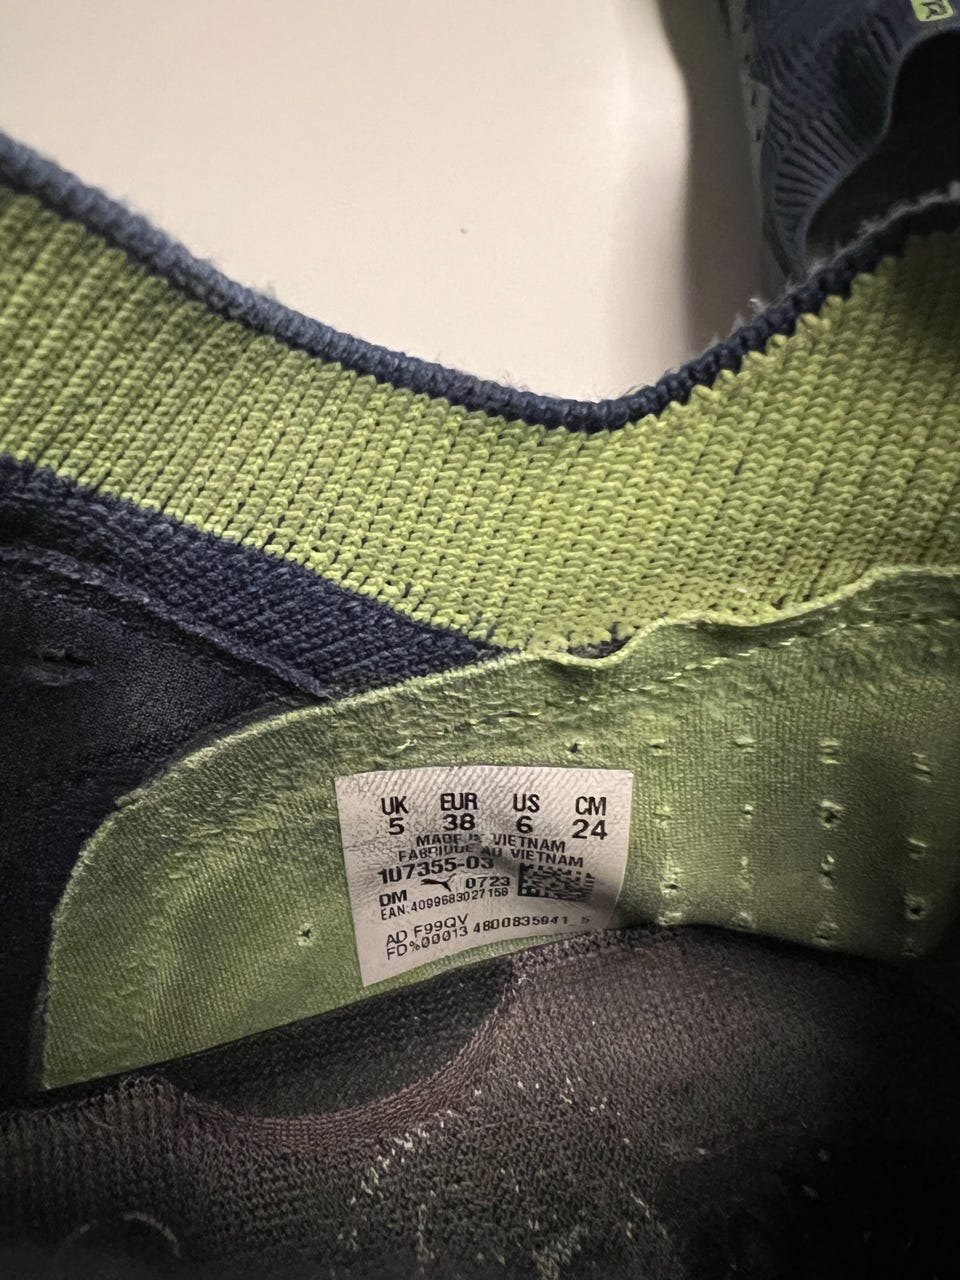 UK EUR US CM
5 38 6 24
MADE IN VIETNAM
FABRIQUE AU VIETNAM
107355-03
DM 0723
EAN:4099683027158
AD F99QV
FD%00013 4800835941 5